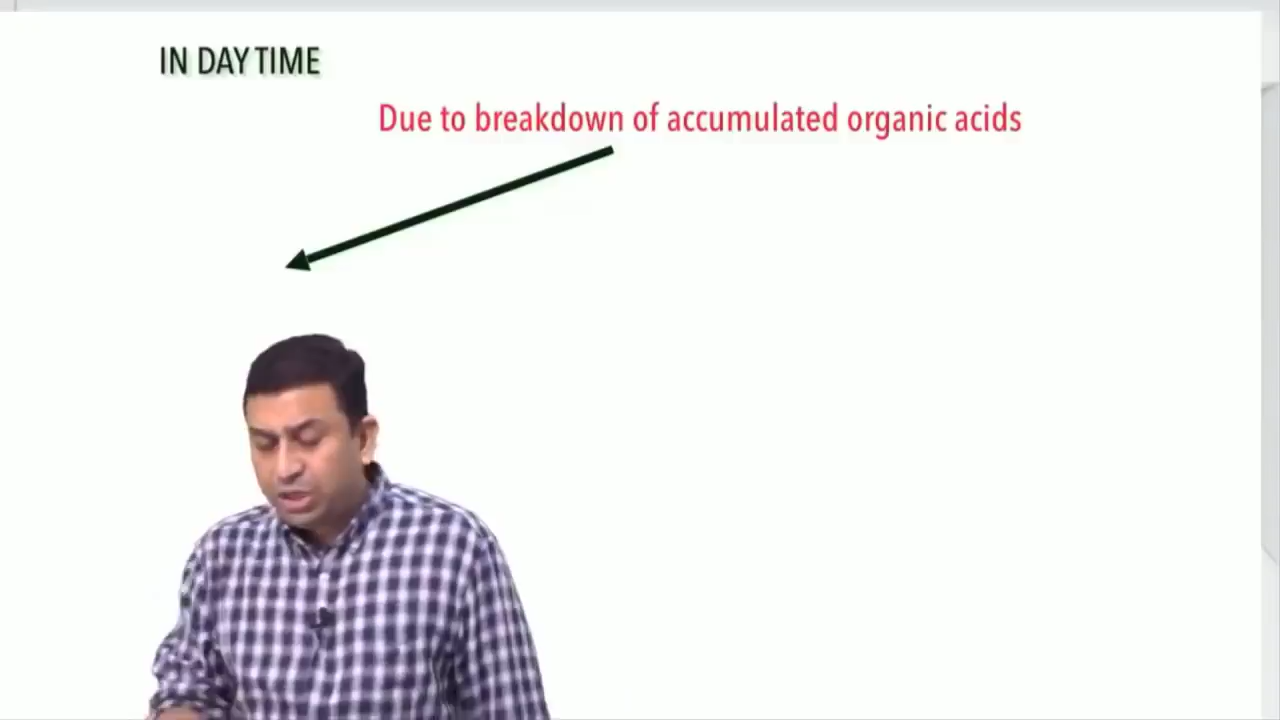 IN DAY TIME
Due to breakdown of accumulated organic acids